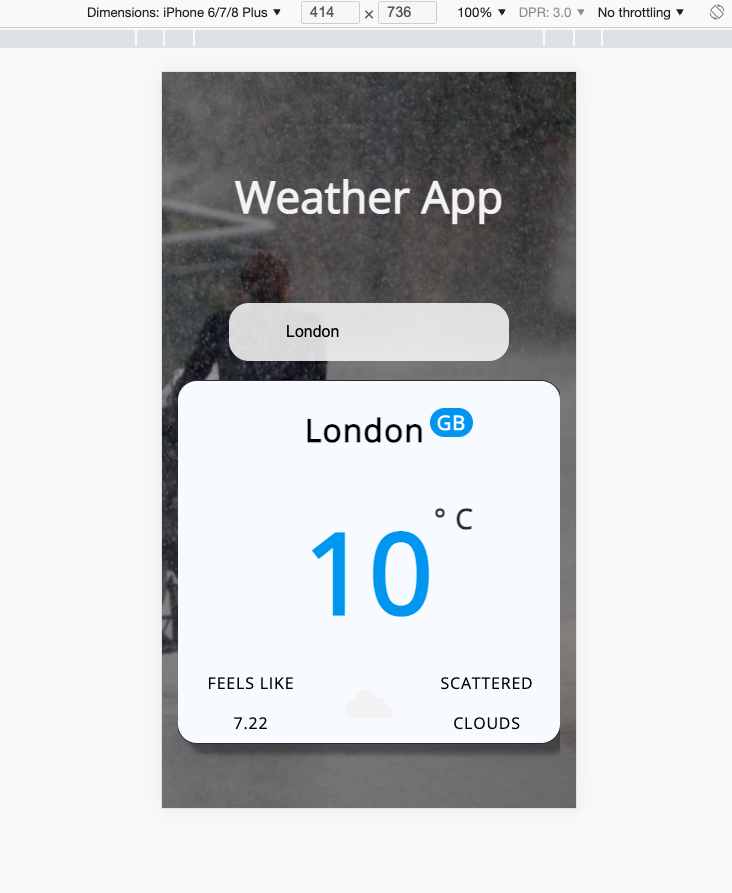 Dimensions: iPhone 6/7/8 Plus ▼ 414 × 736 100% ▼ DPR: 3.0 ▼ No throttling ▼
Weather App
London
London GB
° C
10
FEELS LIKE SCATTERED
7.22 CLOUDS